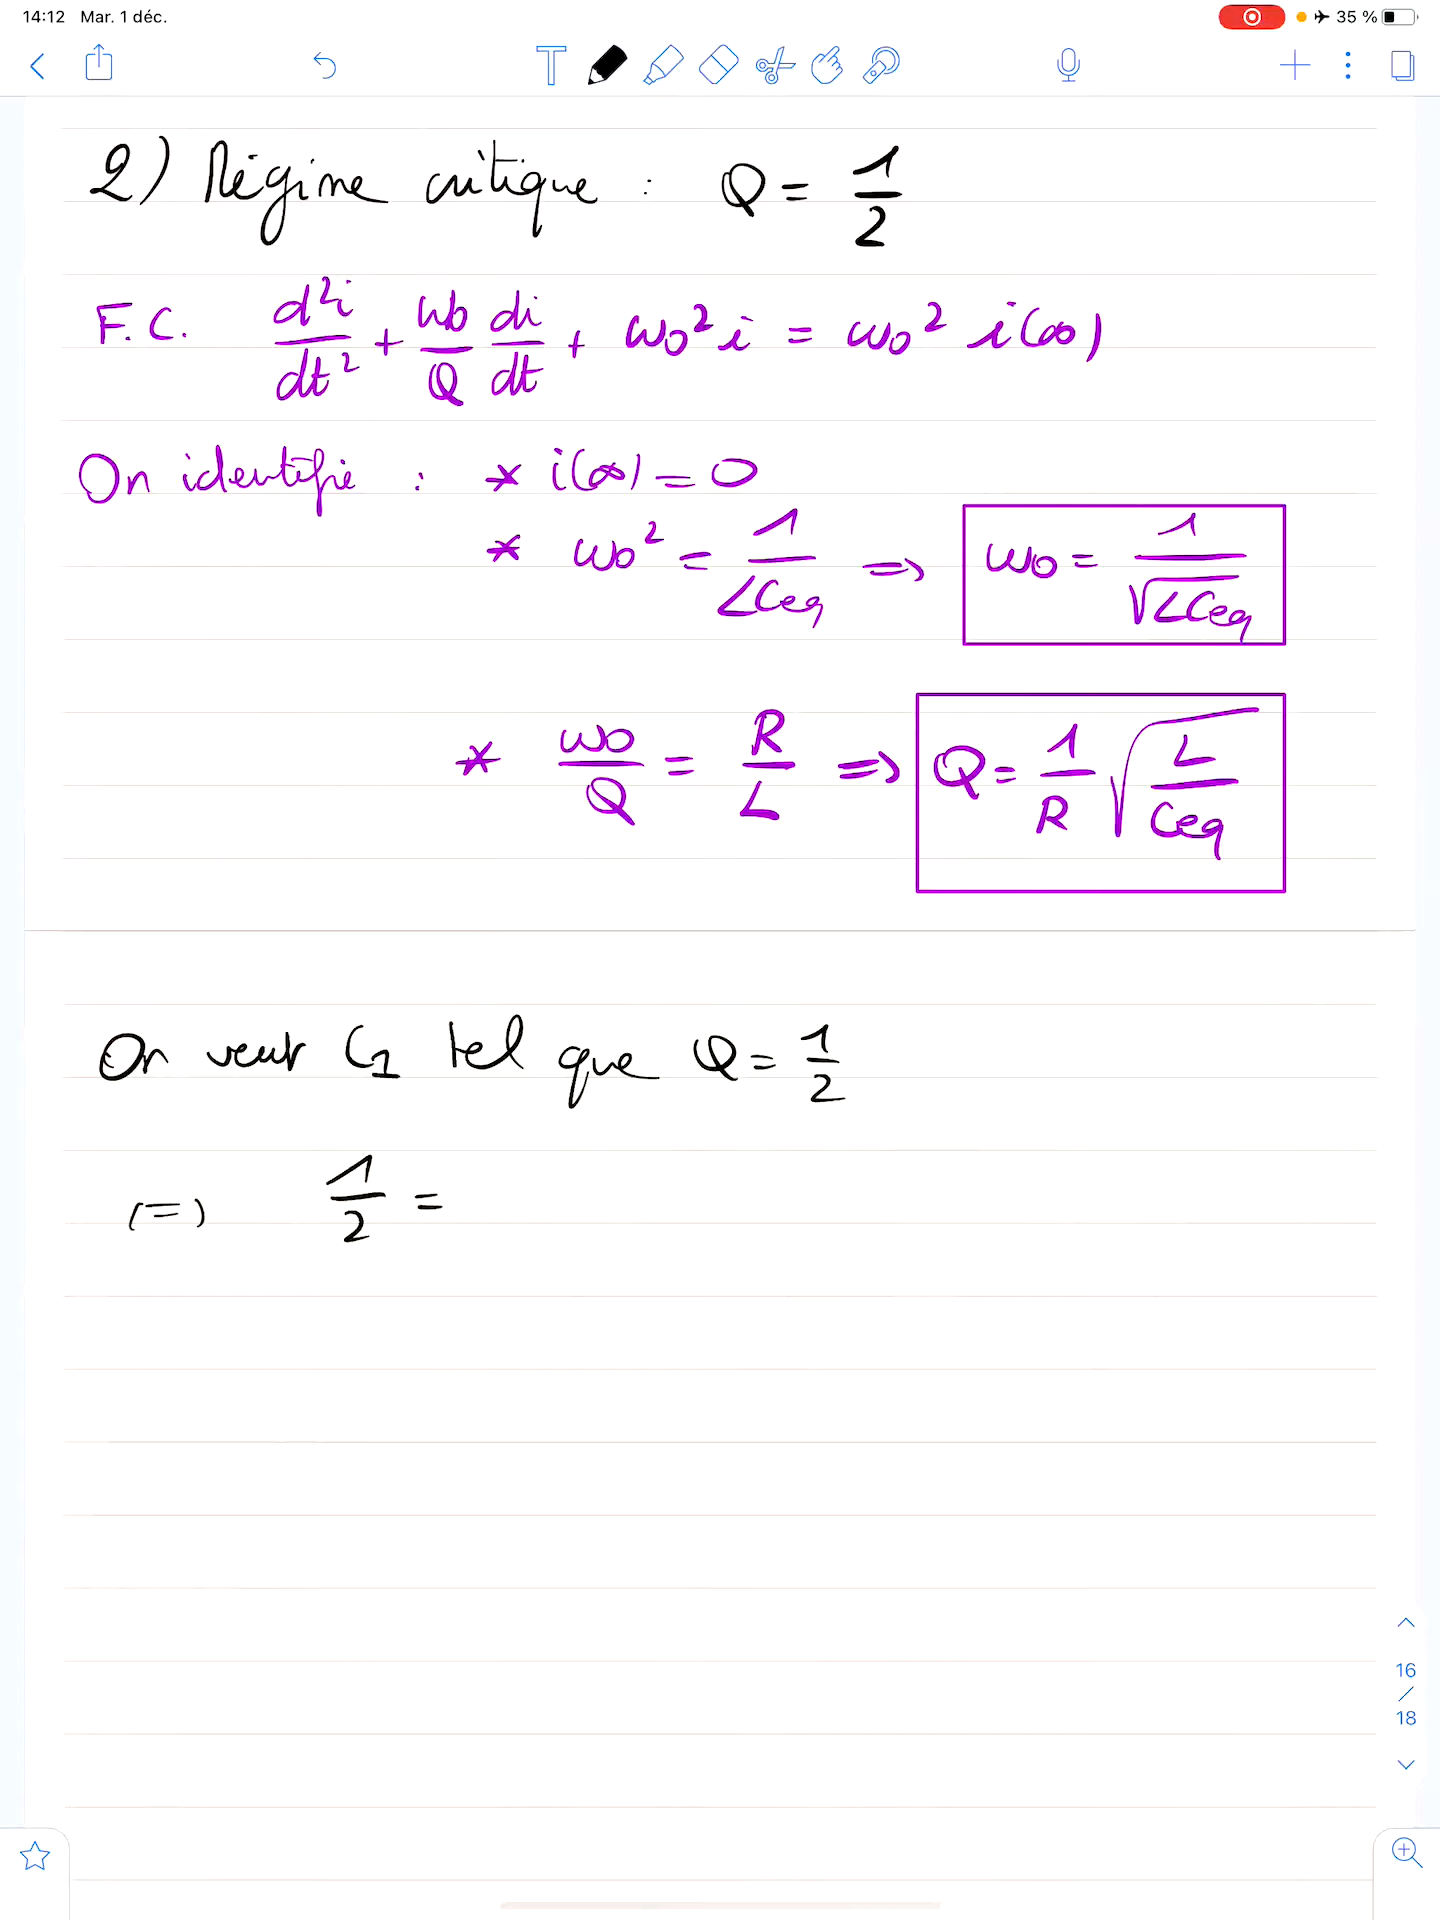 14:12 Mar. 1 déc. 35 %
2) Régime critique : Q = 1/2
F.C. d²i/dt² + ω0/Q di/dt + ω0² i = ω0² i(∞)
On identifie : * i(∞) = 0
* ω0² = 1/LCeq => ω0 = 1/√LCeq
* ω0/Q = R/L => Q = 1/R √L/Ceq
On veut C1 tel que Q = 1/2
(=) 1/2 =
16
/
18